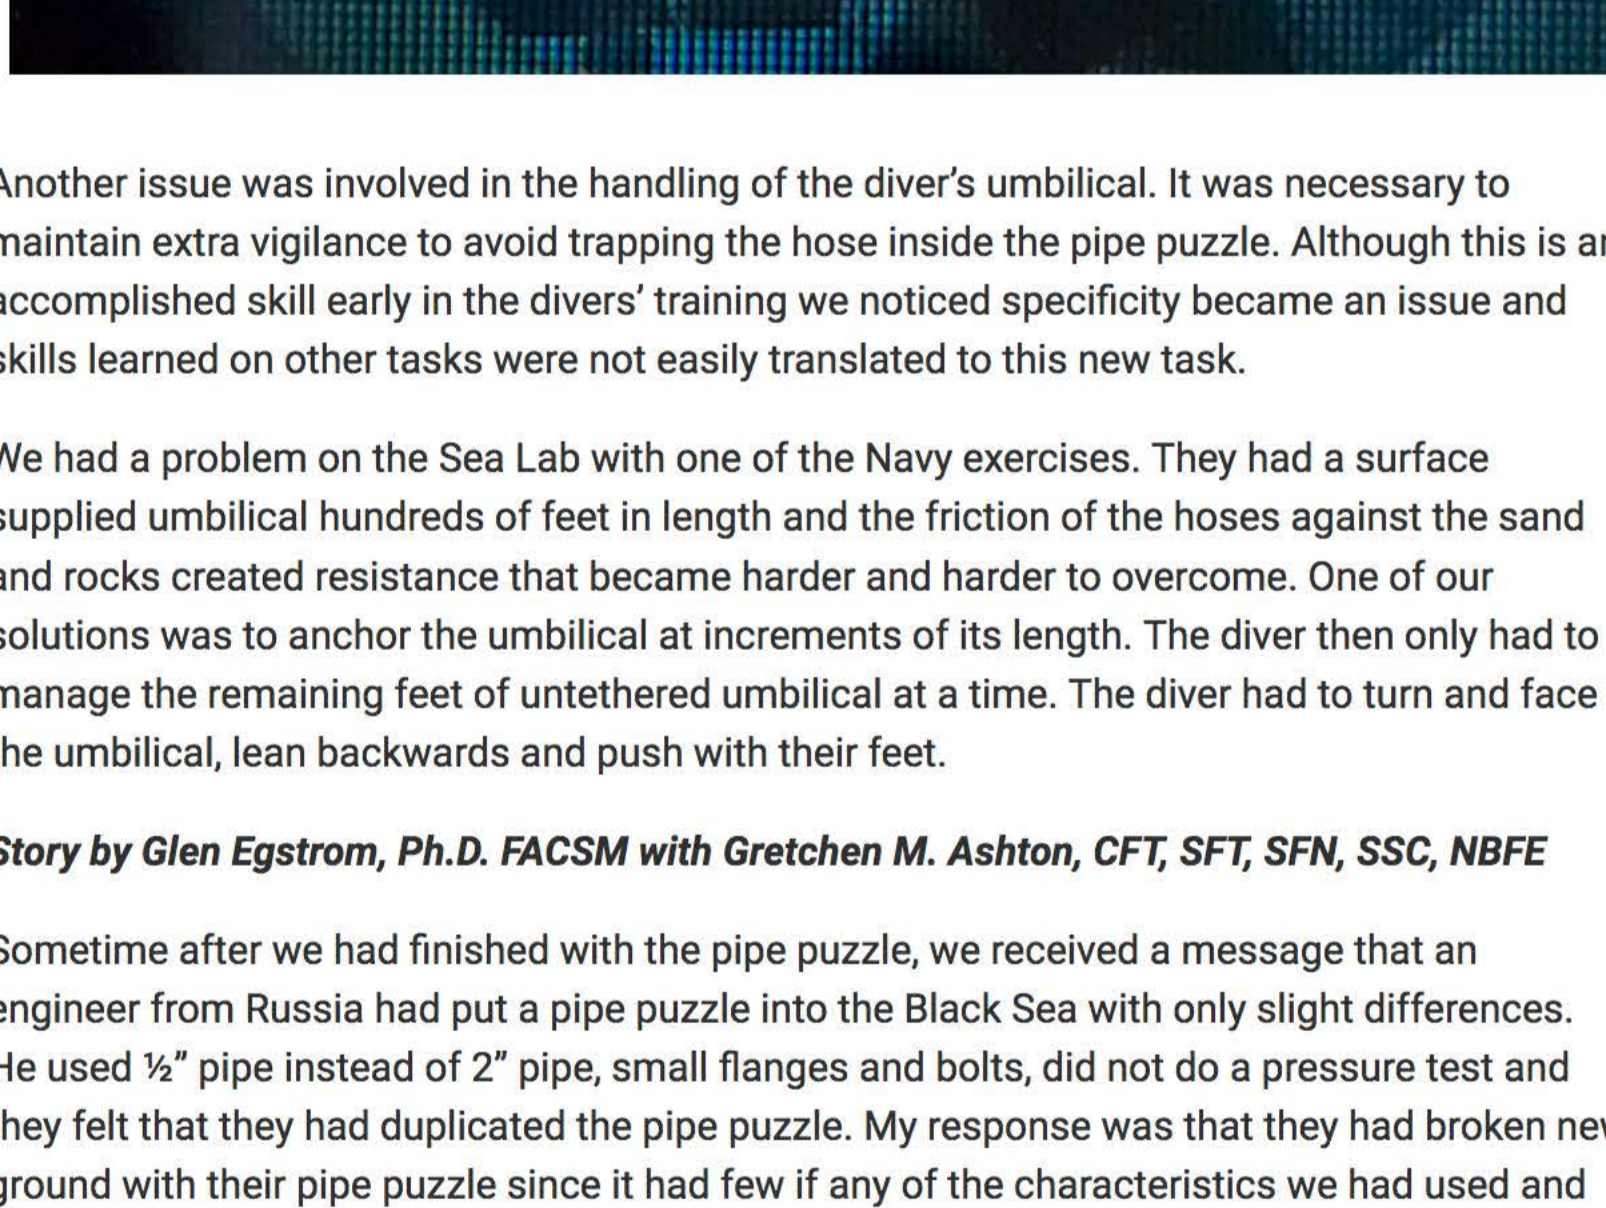 Another issue was involved in the handling of the diver’s umbilical. It was necessary to
maintain extra vigilance to avoid trapping the hose inside the pipe puzzle. Although this is an
accomplished skill early in the divers’ training we noticed specificity became an issue and
skills learned on other tasks were not easily translated to this new task.
We had a problem on the Sea Lab with one of the Navy exercises. They had a surface
supplied umbilical hundreds of feet in length and the friction of the hoses against the sand
and rocks created resistance that became harder and harder to overcome. One of our
solutions was to anchor the umbilical at increments of its length. The diver then only had to
manage the remaining feet of untethered umbilical at a time. The diver had to turn and face
the umbilical, lean backwards and push with their feet.
Story by Glen Egstrom, Ph.D. FACSM with Gretchen M. Ashton, CFT, SFT, SFN, SSC, NBFE
Sometime after we had finished with the pipe puzzle, we received a message that an
engineer from Russia had put a pipe puzzle into the Black Sea with only slight differences.
He used ½” pipe instead of 2” pipe, small flanges and bolts, did not do a pressure test and
they felt that they had duplicated the pipe puzzle. My response was that they had broken new
ground with their pipe puzzle since it had few if any of the characteristics we had used and